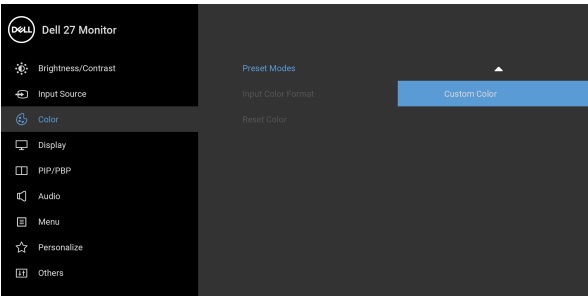 DELL
Dell 27 Monitor
Brightness/Contrast
Input Source
Color
Display
PIP/PBP
Audio
Menu
Personalize
Others
Preset Modes
Input Color Format
Custom Color
Reset Color